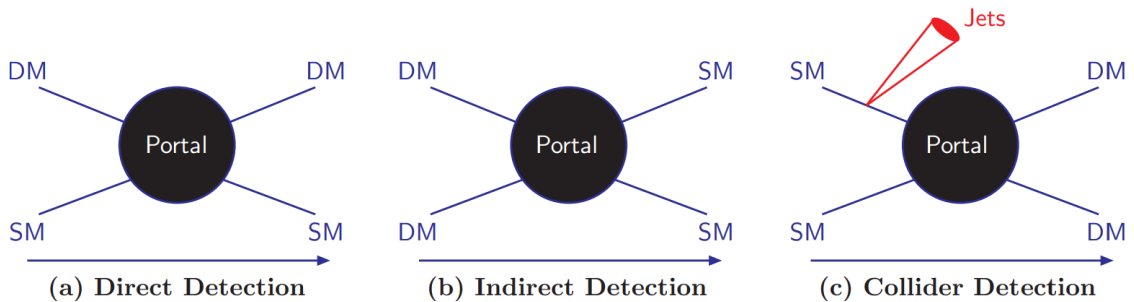 Jets
DM DM DM SM SM DM
Portal Portal Portal
SM SM DM SM SM DM
(a) Direct Detection (b) Indirect Detection (c) Collider Detection